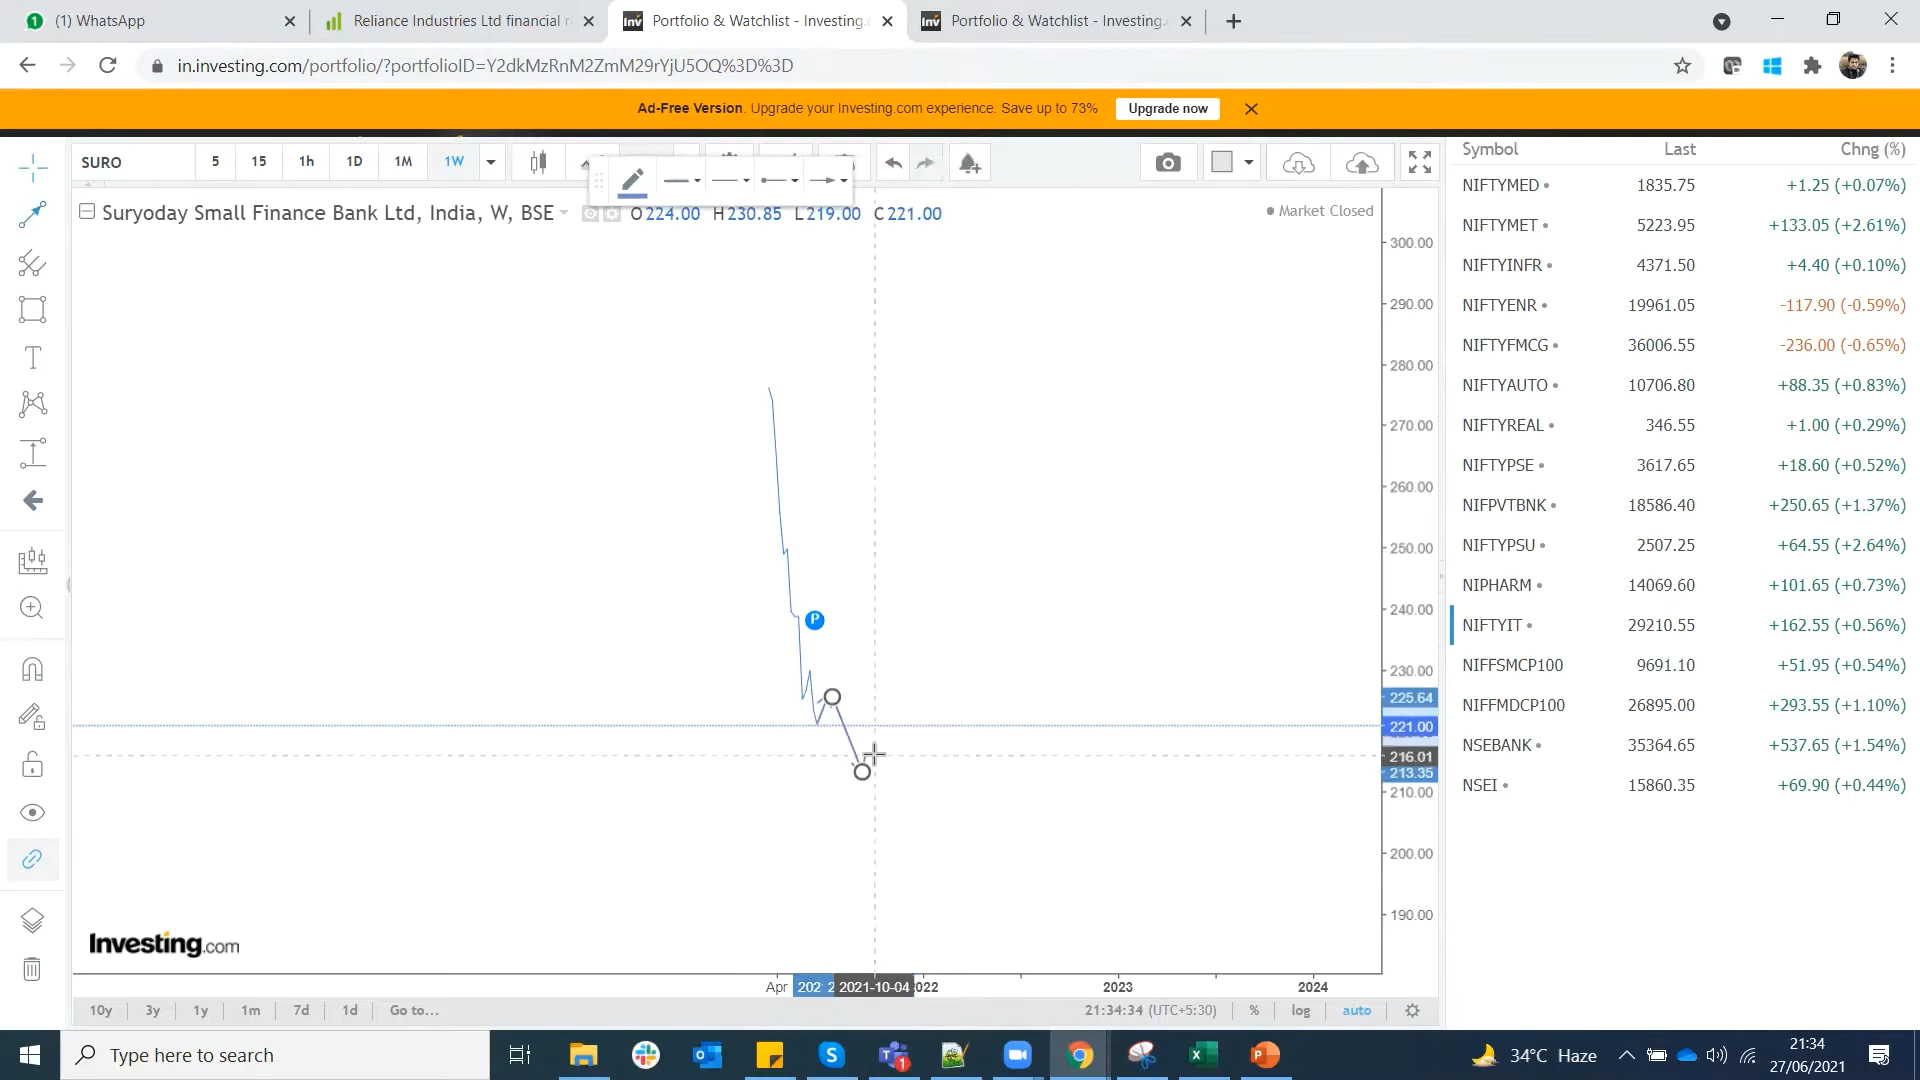 (1) WhatsApp
Reliance Industries Ltd financial r
Portfolio & Watchlist - Investing.
Portfolio & Watchlist - Investing.
in.investing.com/portfolio/?portfolioID=Y2dkMzRnM2ZmM29rYjU5OQ%3D%3D
Ad-Free Version. Upgrade your Investing.com experience. Save up to 73% Upgrade now
SURO 5 15 1h 1D 1M 1W
Suryoday Small Finance Bank Ltd, India, W, BSE O224.00 H230.85 L219.00 C221.00
Market Closed
300.00
290.00
280.00
270.00
260.00
250.00
240.00
P
230.00
225.64
221.00
216.01
213.35
210.00
200.00
190.00
Investing.com
Apr 202 2 2021-10-04 2022 2023 2024
10y 3y 1y 1m 7d 1d Go to... 21:34:34 (UTC+5:30) % log auto
Symbol Last Chng (%)
NIFTYMED 1835.75 +1.25 (+0.07%)
NIFTYMET 5223.95 +133.05 (+2.61%)
NIFTYINFR 4371.50 +4.40 (+0.10%)
NIFTYENR 19961.05 -117.90 (-0.59%)
NIFTYFMCG 36006.55 -236.00 (-0.65%)
NIFTYAUTO 10706.80 +88.35 (+0.83%)
NIFTYREAL 346.55 +1.00 (+0.29%)
NIFTYPSE 3617.65 +18.60 (+0.52%)
NIFPVTBNK 18586.40 +250.65 (+1.37%)
NIFTYPSU 2507.25 +64.55 (+2.64%)
NIPHARM 14069.60 +101.65 (+0.73%)
NIFTYIT 29210.55 +162.55 (+0.56%)
NIFFSMCP100 9691.10 +51.95 (+0.54%)
NIFFMDCP100 26895.00 +293.55 (+1.10%)
NSEBANK 35364.65 +537.65 (+1.54%)
NSEI 15860.35 +69.90 (+0.44%)
Type here to search
34°C Haze
21:34
27/06/2021